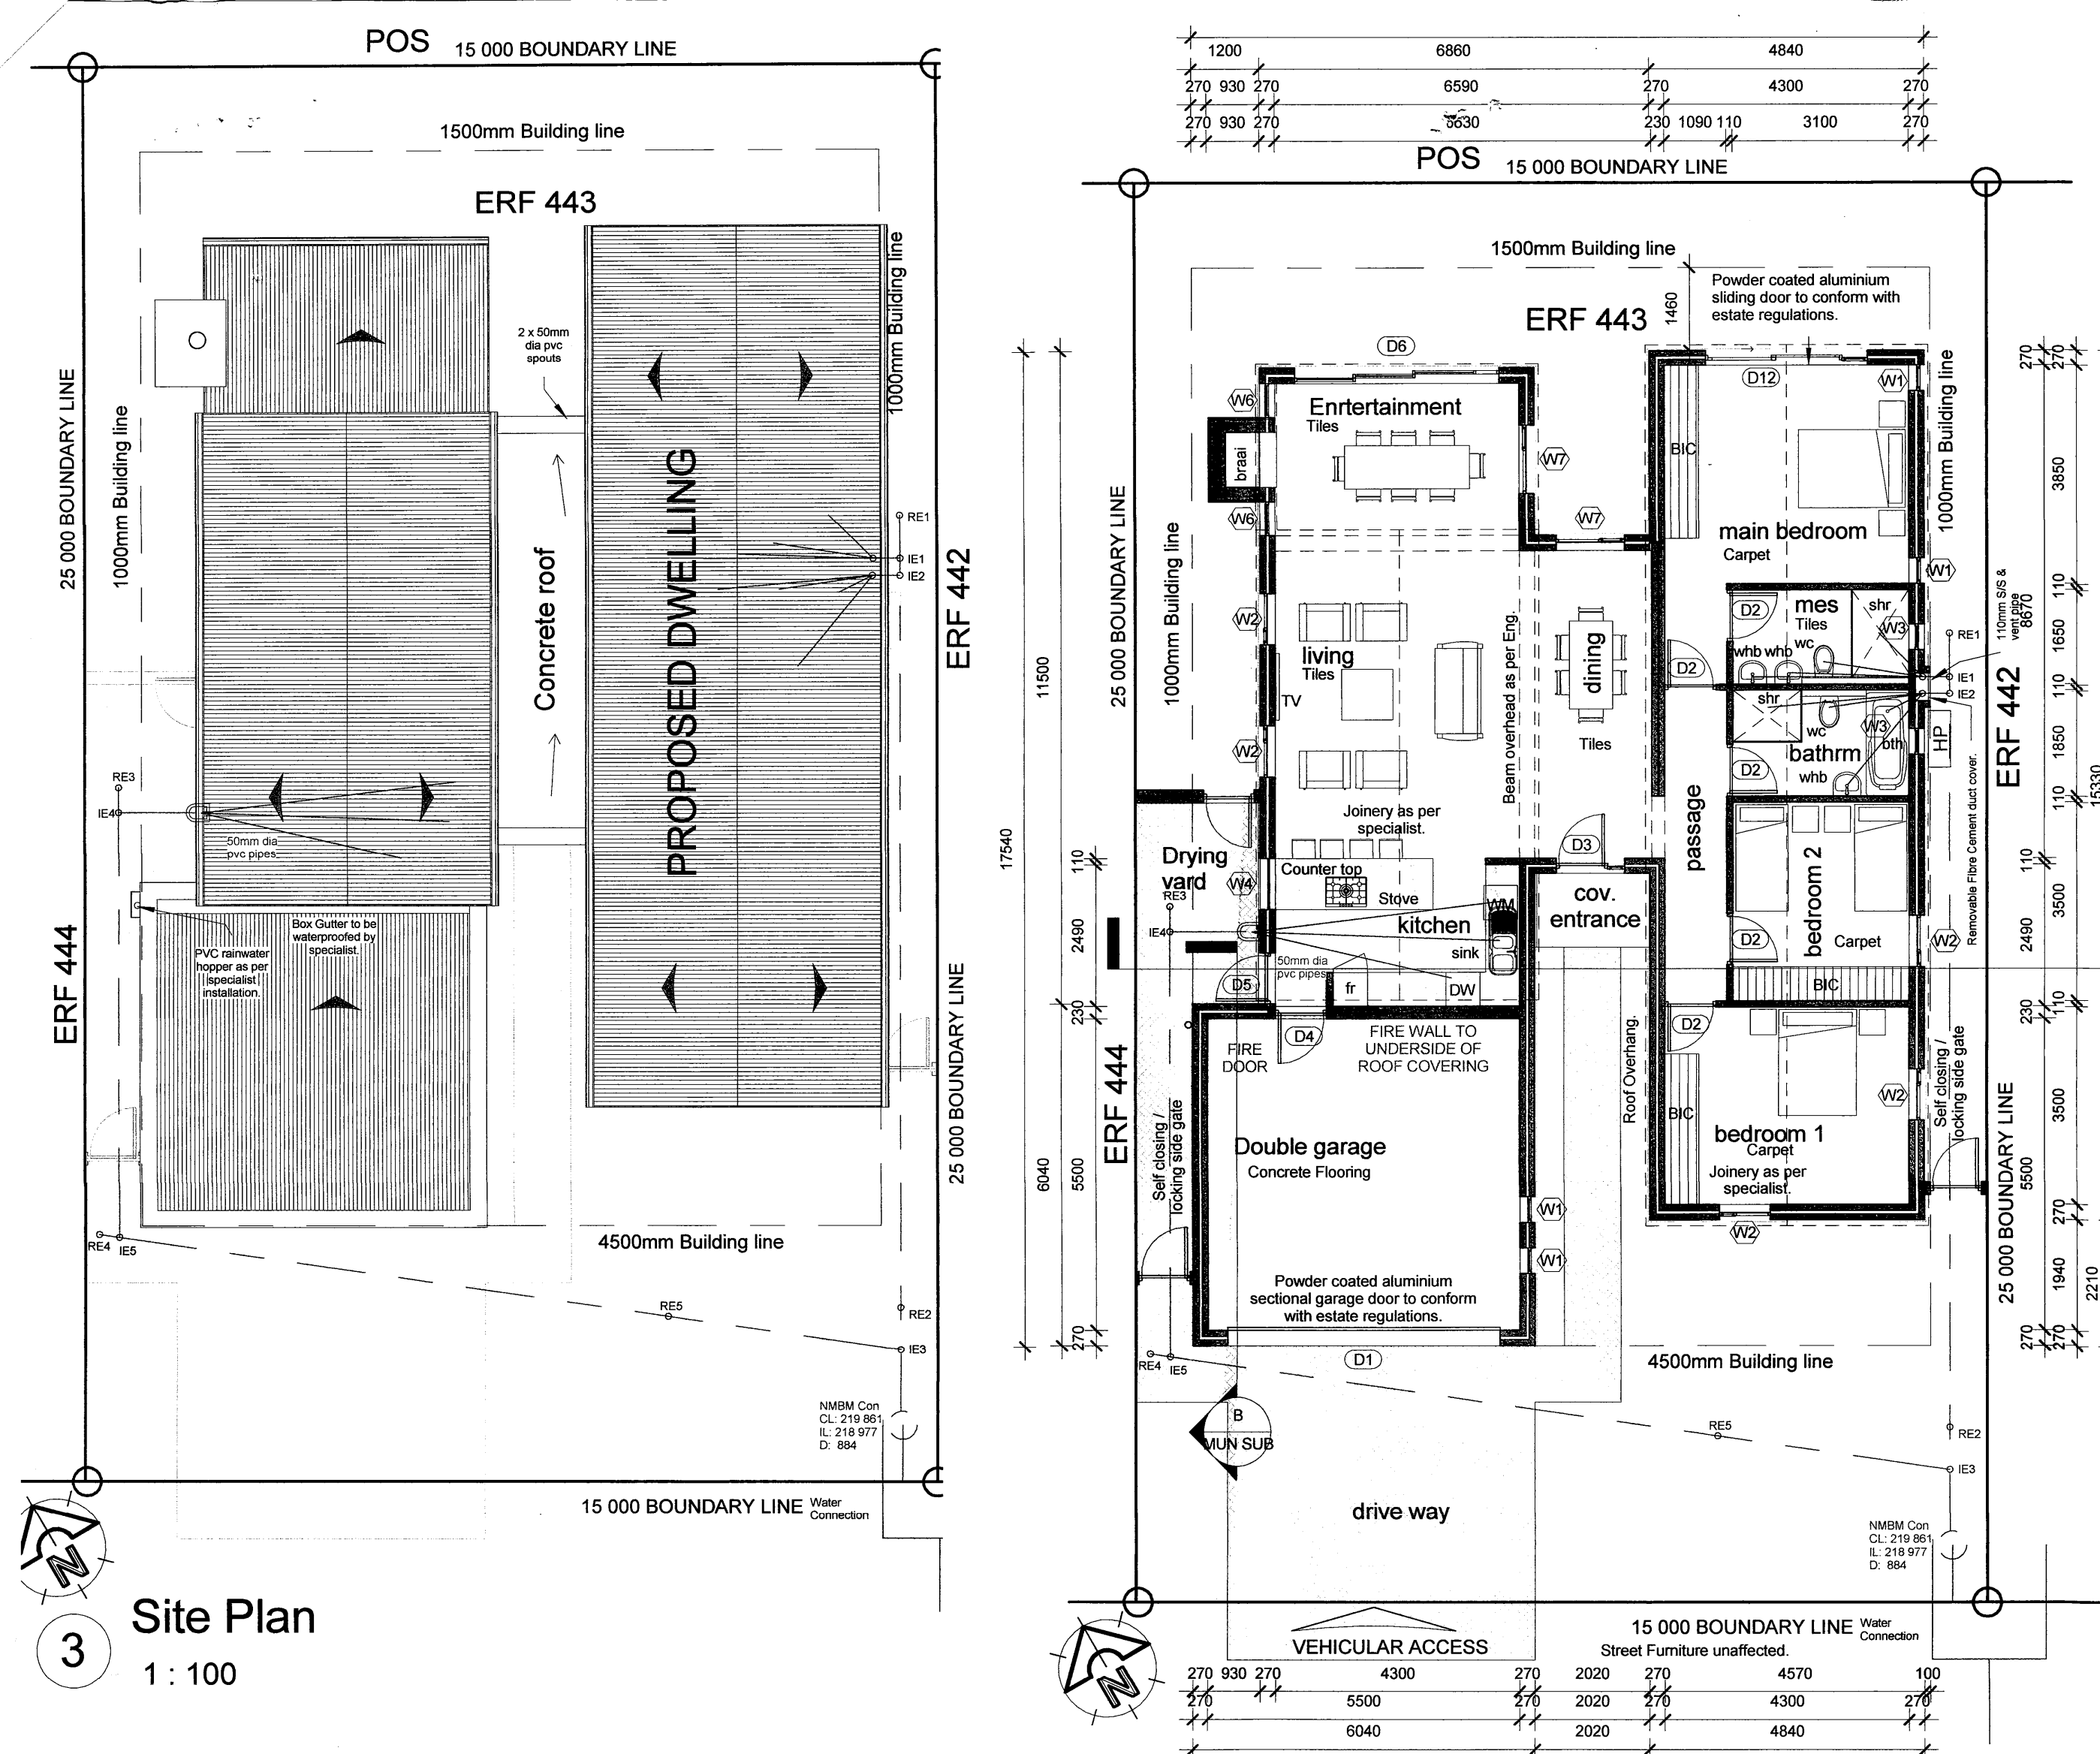 POS 15 000 BOUNDARY LINE
1500mm Building line
ERF 443
25 000 BOUNDARY LINE
1000mm Building line
2 x 50mm
dia pvc
spouts
1000mm Building line
Concrete roof
PROPOSED DWELLING
RE1
IE1
IE2
ERF 442
RE3
IE4
50mm dia
pvc pipes
PVC rainwater
hopper as per
specialist
installation.
Box Gutter to be
waterproofed by
specialist.
ERF 444
25 000 BOUNDARY LINE
RE4 IE5
4500mm Building line
RE5
RE2
IE3
NMBM Con
CL: 219 861
IL: 218 977
D: 884
15 000 BOUNDARY LINE
Water
Connection
N
3
Site Plan
1 : 100
1200 6860 4840
270 930 270 6590 270 4300 270
270 930 270 230 1090 110 3100 270
POS 15 000 BOUNDARY LINE
1500mm Building line
ERF 443
1460
Powder coated aluminium
sliding door to conform with
estate regulations.
D6
D12
W1
W6
Enrtertainment
Tiles
braai
W7
W6
W7
BIC
main bedroom
Carpet
W1
1000mm Building line
25 000 BOUNDARY LINE
1000mm Building line
W2
living
Tiles
TV
W2
Beam overhead as per Eng.
dining
Tiles
D2
mes
Tiles
shr
W3
whb whb wc
D2
RE1
IE1
IE2
110mm S/S &
vent pipe
shr
wc
W3
bth
bathrm
whb
D2
HP
ERF 442
Joinery as per
specialist.
Drying
yard
RE3
IE4
W4
Counter top
Stove
WM
kitchen
sink
50mm dia
pvc pipes
fr
DW
D5
D3
cov.
entrance
passage
bedroom 2
Carpet
D2
BIC
W2
Removable Fibre Cement duct cover.
D4
FIRE
DOOR
FIRE WALL TO
UNDERSIDE OF
ROOF COVERING
Roof Overhang.
D2
BIC
W2
bedroom 1
Carpet
Joinery as per
specialist.
W2
Self closing /
locking side gate
25 000 BOUNDARY LINE
ERF 444
Self closing /
locking side gate
Double garage
Concrete Flooring
W1
W1
Powder coated aluminium
sectional garage door to conform
with estate regulations.
D1
RE4 IE5
4500mm Building line
B
MUN SUB
RE5
RE2
IE3
drive way
NMBM Con
CL: 219 861
IL: 218 977
D: 884
17540
11500
6040
110
2490
230
5500
270
270
8670
2490
230
5500
270
270
3850
110
1650
110
1850
110
3500
110
3500
270
1940
270
15330
2210
110
N
VEHICULAR ACCESS
15 000 BOUNDARY LINE
Water
Connection
Street Furniture unaffected.
270 930 270 4300 270 2020 270 4570 100
270 5500 270 2020 270 4300 270
6040 2020 4840